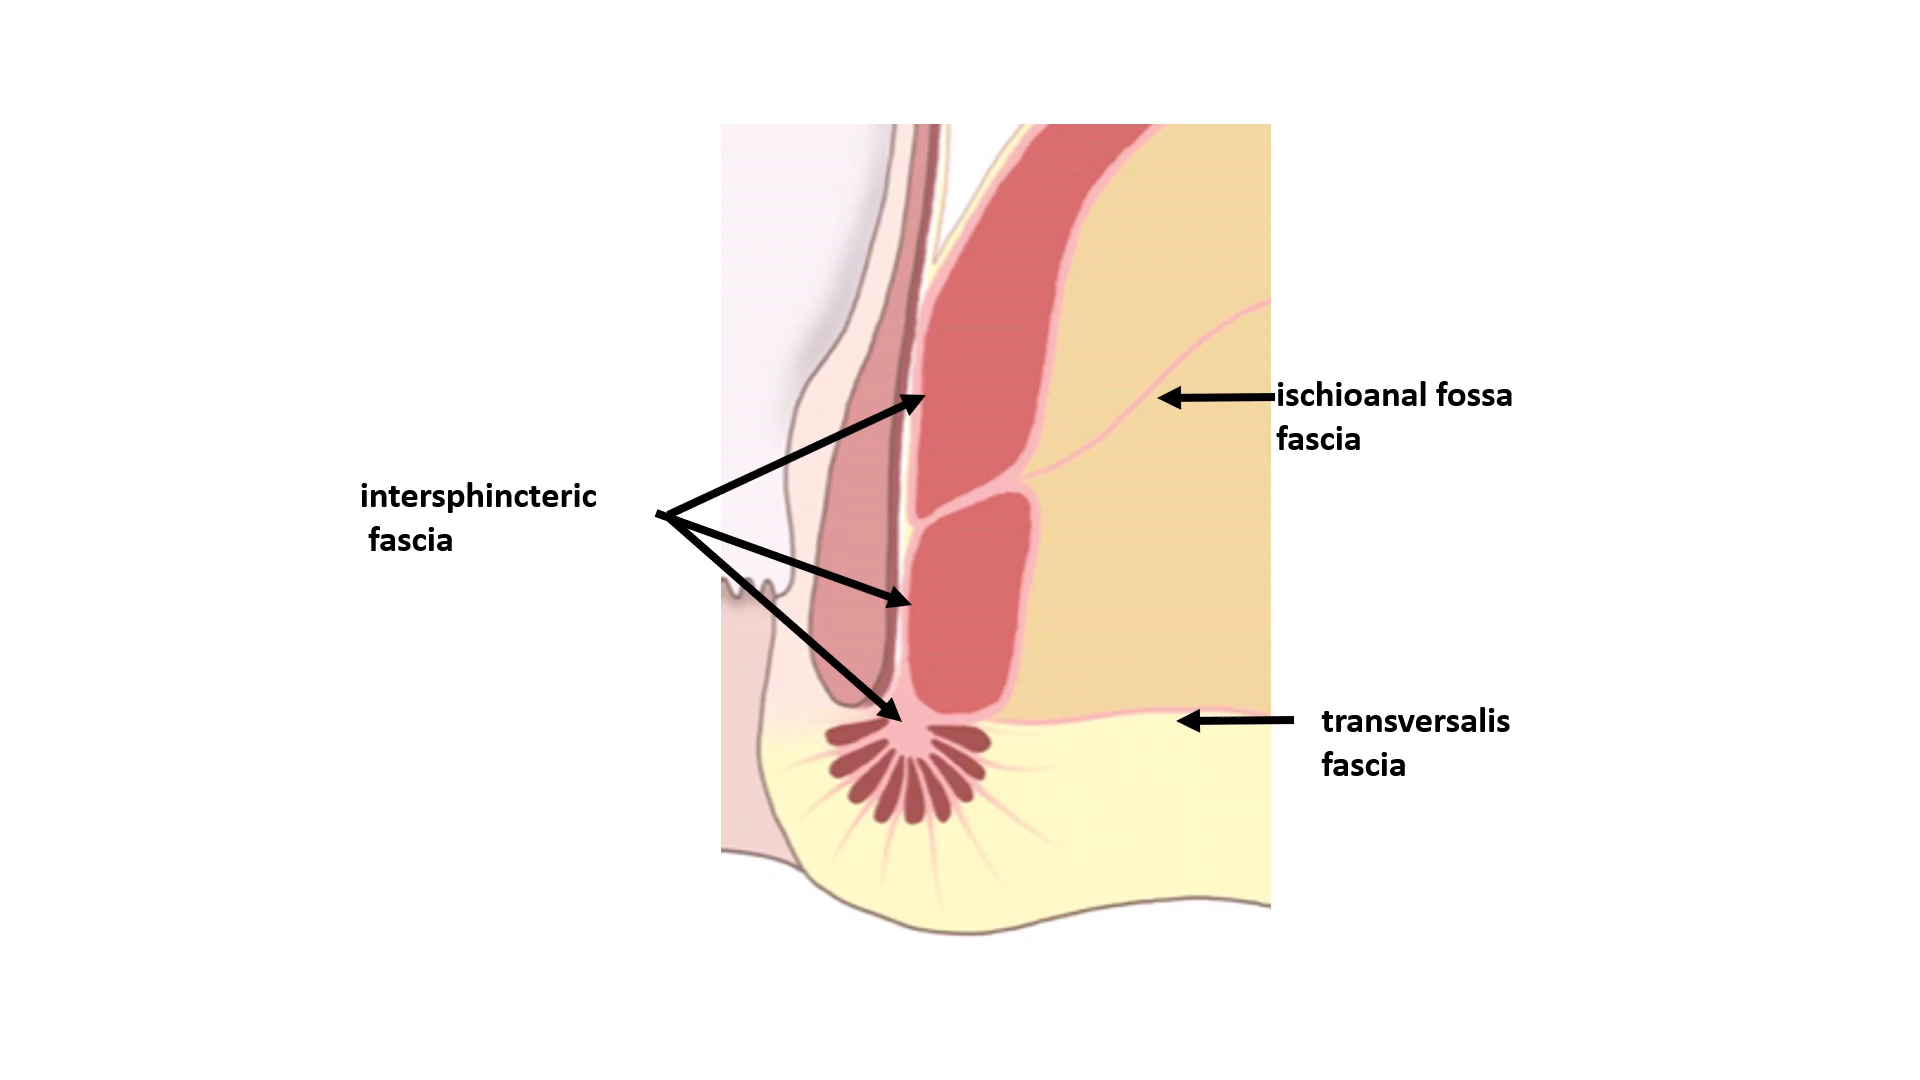 ischioanal fossa
fascia
intersphincteric
fascia
transversalis
fascia